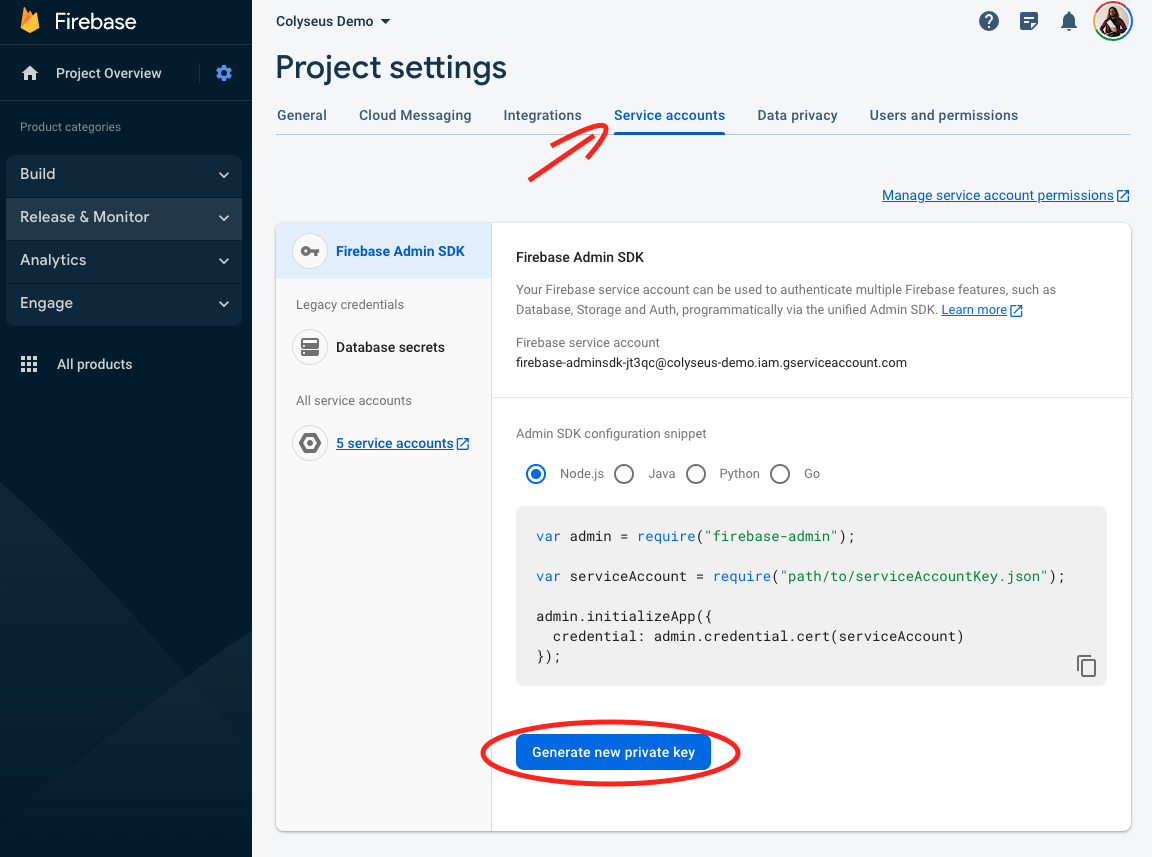 Firebase
Project Overview
Product categories
Build
Release & Monitor
Analytics
Engage
All products
Colyseus Demo
Project settings
General
Cloud Messaging
Integrations
Service accounts
Data privacy
Users and permissions
Manage service account permissions
Firebase Admin SDK
Legacy credentials
Database secrets
All service accounts
5 service accounts
Firebase Admin SDK
Your Firebase service account can be used to authenticate multiple Firebase features, such as
Database, Storage and Auth, programmatically via the unified Admin SDK. Learn more
Firebase service account
firebase-adminsdk-jt3qc@colyseus-demo.iam.gserviceaccount.com
Admin SDK configuration snippet
Node.js Java Python Go
var admin = require("firebase-admin");
var serviceAccount = require("path/to/serviceAccountKey.json");
admin.initializeApp({
  credential: admin.credential.cert(serviceAccount)
});
Generate new private key